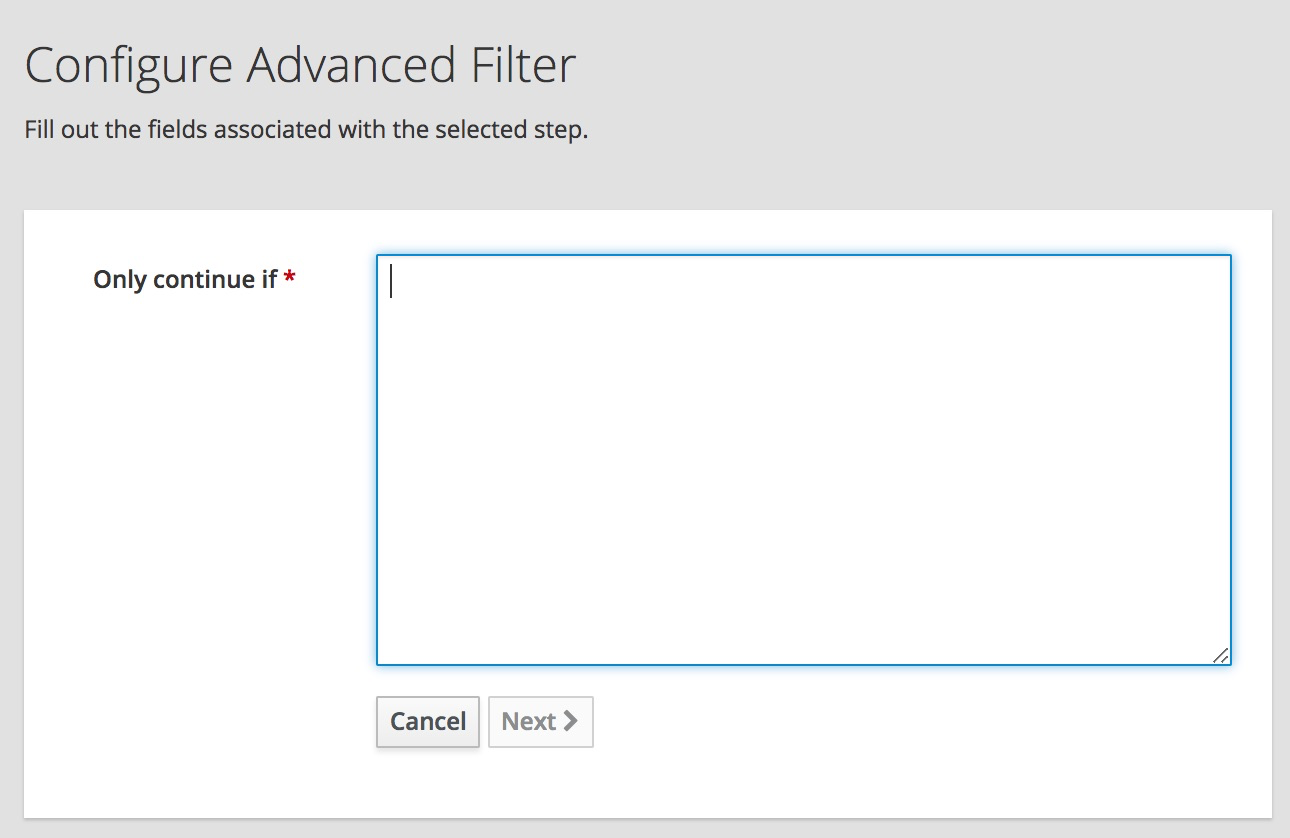 Configure Advanced Filter
Fill out the fields associated with the selected step.
Only continue if *
Cancel
Next